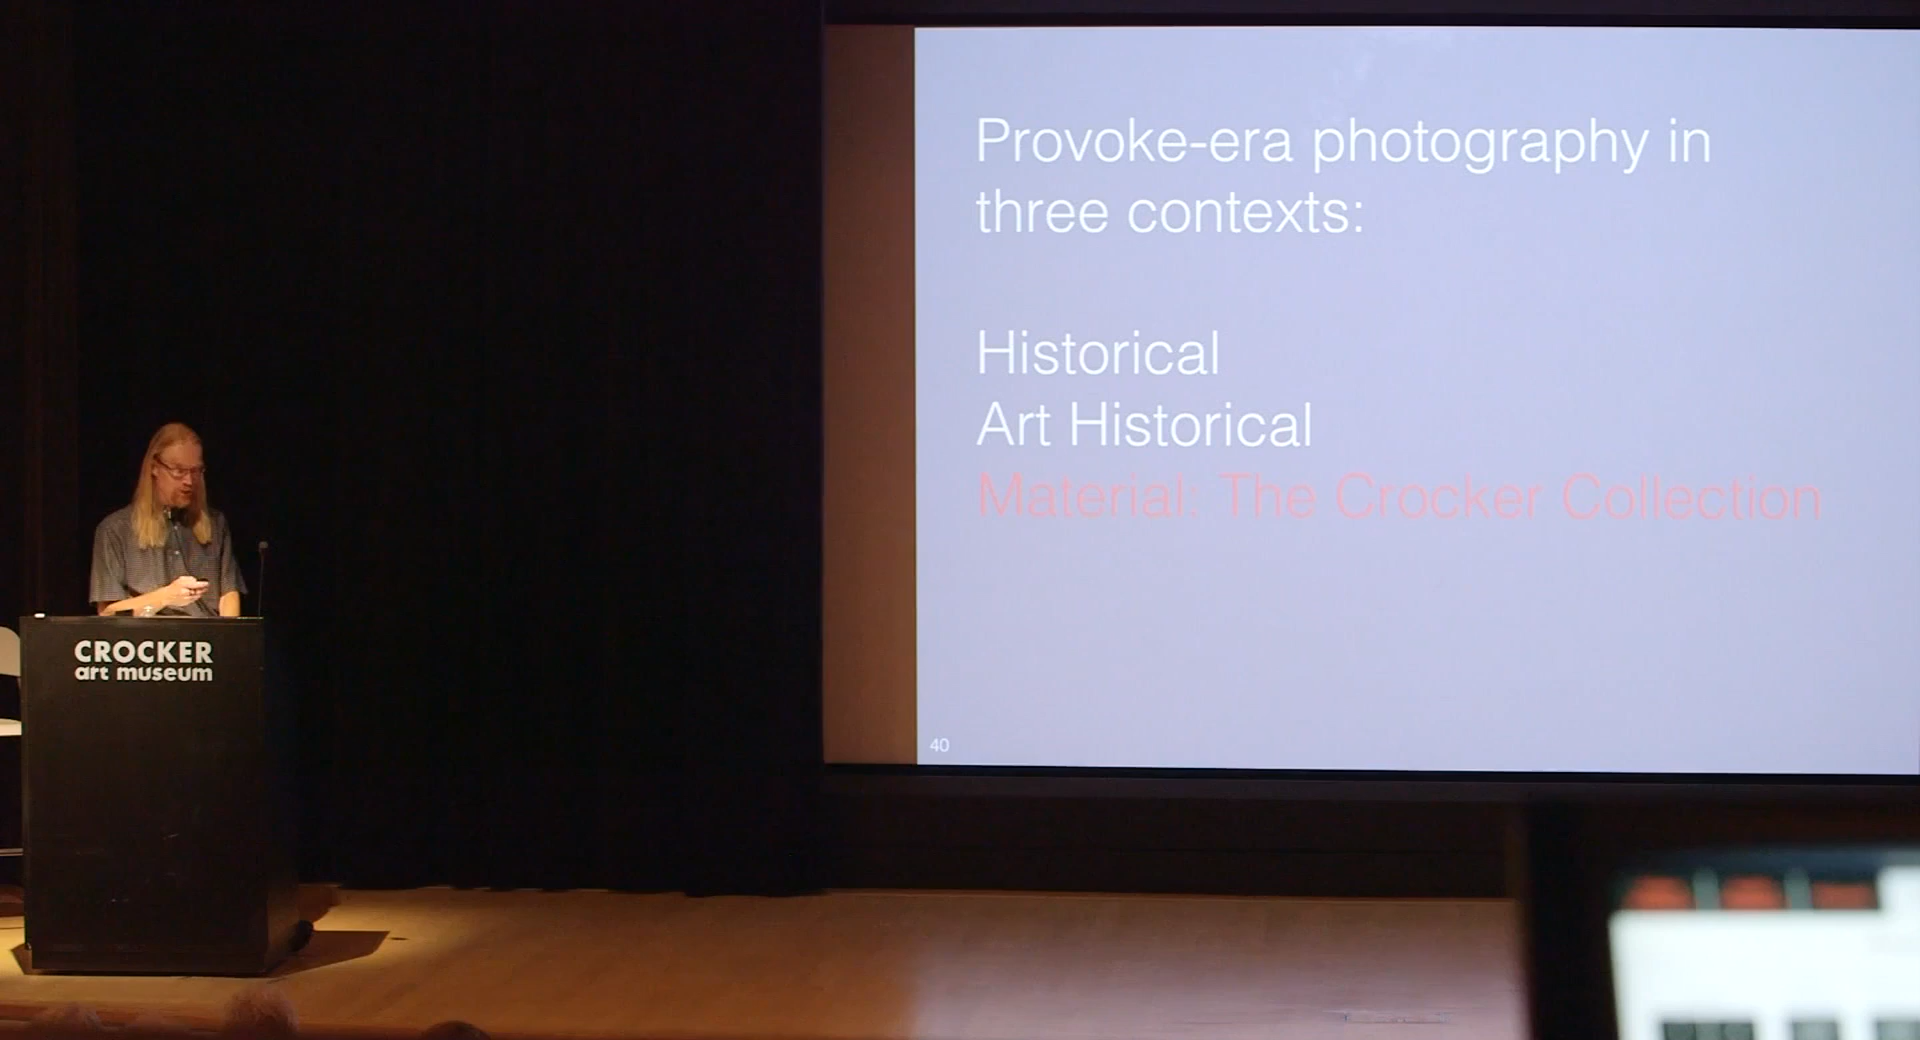 Provoke-era photography in
three contexts:
Historical
Art Historical
Material: The Crocker Collection
40
CROCKER
art museum